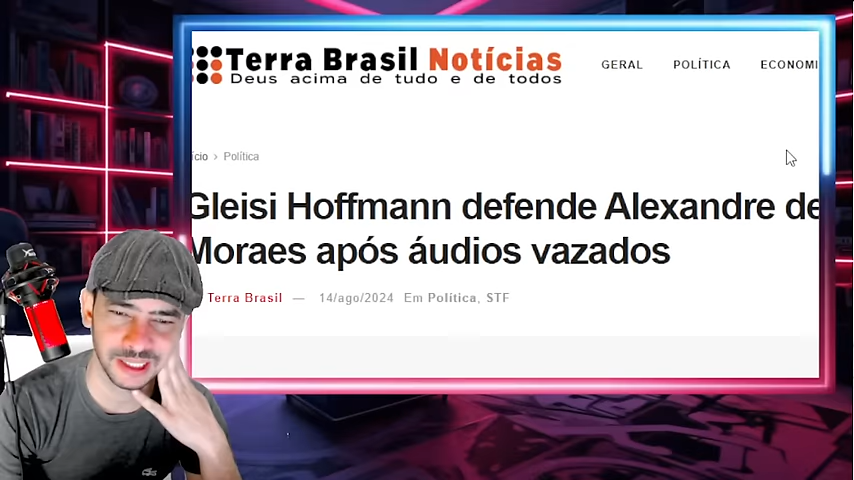 Terra Brasil Notícias
Deus acima de tudo e de todos
GERAL POLÍTICA ECONOMI
ício > Política
Gleisi Hoffmann defende Alexandre de
Moraes após áudios vazados
Terra Brasil — 14/ago/2024 Em Política, STF